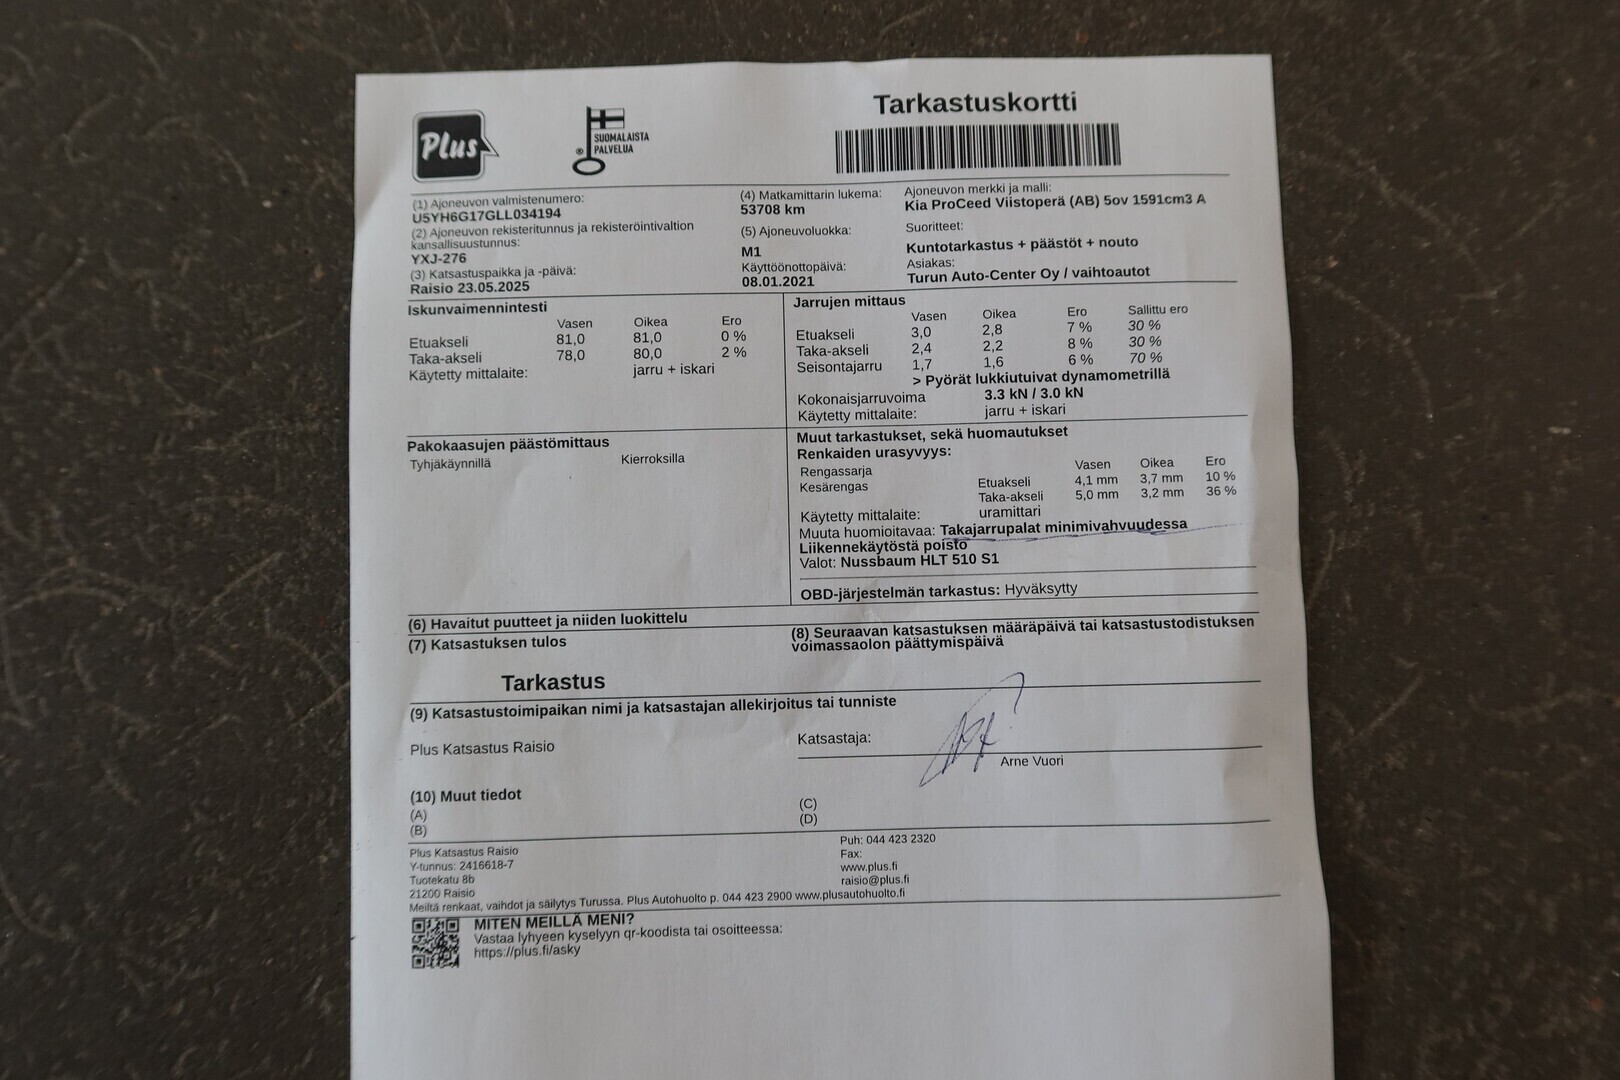 Plus
SUOMALAISTA
PALVELUA
Tarkastuskortti
(1) Ajoneuvon valmistenumero:
U5YH6G17GLL034194
(2) Ajoneuvon rekisteritunnus ja rekisteröintivaltion
kansallisuustunnus:
YXJ-276
(3) Katsastuspaikka ja -päivä:
Raisio 23.05.2025
(4) Matkamittarin lukema:
53708 km
(5) Ajoneuvoluokka:
M1
Käyttöönottopäivä:
08.01.2021
Ajoneuvon merkki ja malli:
Kia ProCeed Viistoperä (AB) 5ov 1591cm3 A
Suoritteet:
Kuntotarkastus + päästöt + nouto
Asiakas:
Turun Auto-Center Oy / vaihtoautot
Iskunvaimennintesti
Vasen Oikea Ero
Etuakseli 81,0 81,0 0 %
Taka-akseli 78,0 80,0 2 %
Käytetty mittalaite: jarru + iskari
Jarrujen mittaus
Vasen Oikea Ero Sallittu ero
Etuakseli 3,0 2,8 7 % 30 %
Taka-akseli 2,4 2,2 8 % 30 %
Seisontajarru 1,7 1,6 6 % 70 %
> Pyörät lukkiutuivat dynamometrillä
Kokonaisjarruvoima 3.3 kN / 3.0 kN
Käytetty mittalaite: jarru + iskari
Pakokaasujen päästömittaus
Tyhjäkäynnillä Kierroksilla
Muut tarkastukset, sekä huomautukset
Renkaiden urasyvyys:
Rengassarja Vasen Oikea Ero
Kesärengas Etuakseli 4,1 mm 3,7 mm 10 %
Taka-akseli 5,0 mm 3,2 mm 36 %
Käytetty mittalaite: uramittari
Muuta huomioitavaa: Takajarrupalat minimivahvuudessa
Liikennekäytöstä poisto
Valot: Nussbaum HLT 510 S1
OBD-järjestelmän tarkastus: Hyväksytty
(6) Havaitut puutteet ja niiden luokittelu
(7) Katsastuksen tulos
(8) Seuraavan katsastuksen määräpäivä tai katsastustodistuksen
voimassaolon päättymispäivä
Tarkastus
(9) Katsastustoimipaikan nimi ja katsastajan allekirjoitus tai tunniste
Plus Katsastus Raisio
Katsastaja:
Arne Vuori
(10) Muut tiedot
(A)
(B)
(C)
(D)
Plus Katsastus Raisio
Y-tunnus: 2416618-7
Tuotekatu 8b
21200 Raisio
Puh: 044 423 2320
Fax:
www.plus.fi
raisio@plus.fi
Meiltä renkaat, vaihdot ja säilytys Turussa. Plus Autohuolto p. 044 423 2900 www.plusautohuolto.fi
MITEN MEILLÄ MENI?
Vastaa lyhyeen kyselyyn qr-koodista tai osoitteessa:
https://plus.fi/asky